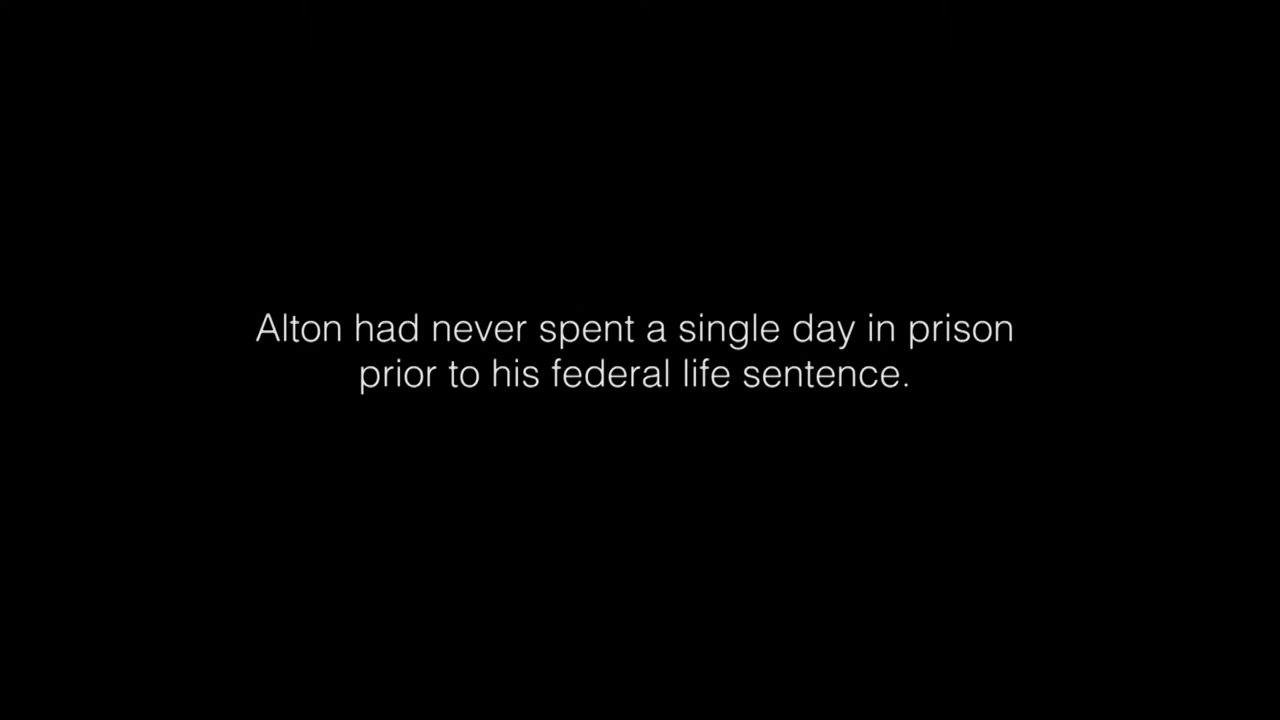 Alton had never spent a single day in prison
prior to his federal life sentence.